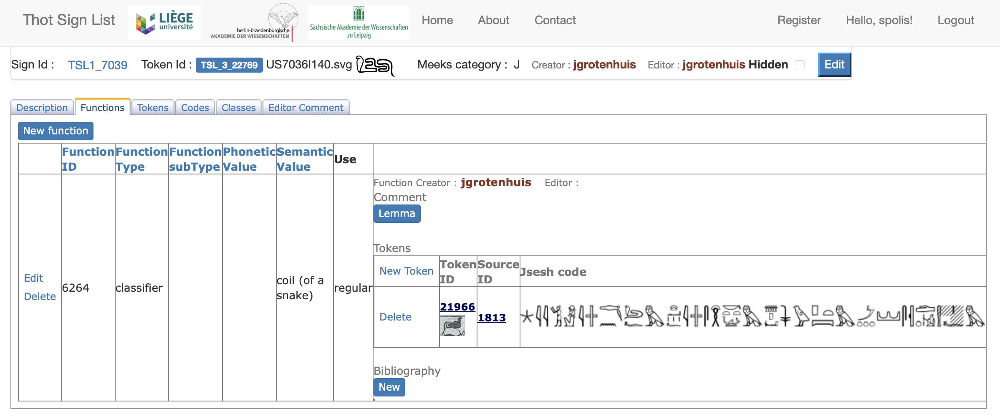 Thot Sign List
LIÈGE
université
berlin-brandenburgische
AKADEMIE DER WISSENSCHAFTEN
Sächsische Akademie der Wissenschaften
zu Leipzig
Home About Contact Register Hello, spolis! Logout
Sign Id : TSL1_7039 Token Id : TSL_3_22769 US7036I140.svg Meeks category : J Creator : jgrotenhuis Editor : jgrotenhuis Hidden Edit
Description Functions Tokens Codes Classes Editor Comment
New function
Function ID Function Type Function subType Phonetic Value Semantic Value Use
Edit
Delete
6264 classifier coil (of a snake) regular
Function Creator : jgrotenhuis Editor :
Comment
Lemma
Tokens
New Token Token ID Source ID Jsesh code
Delete 21966 1813
Bibliography
New